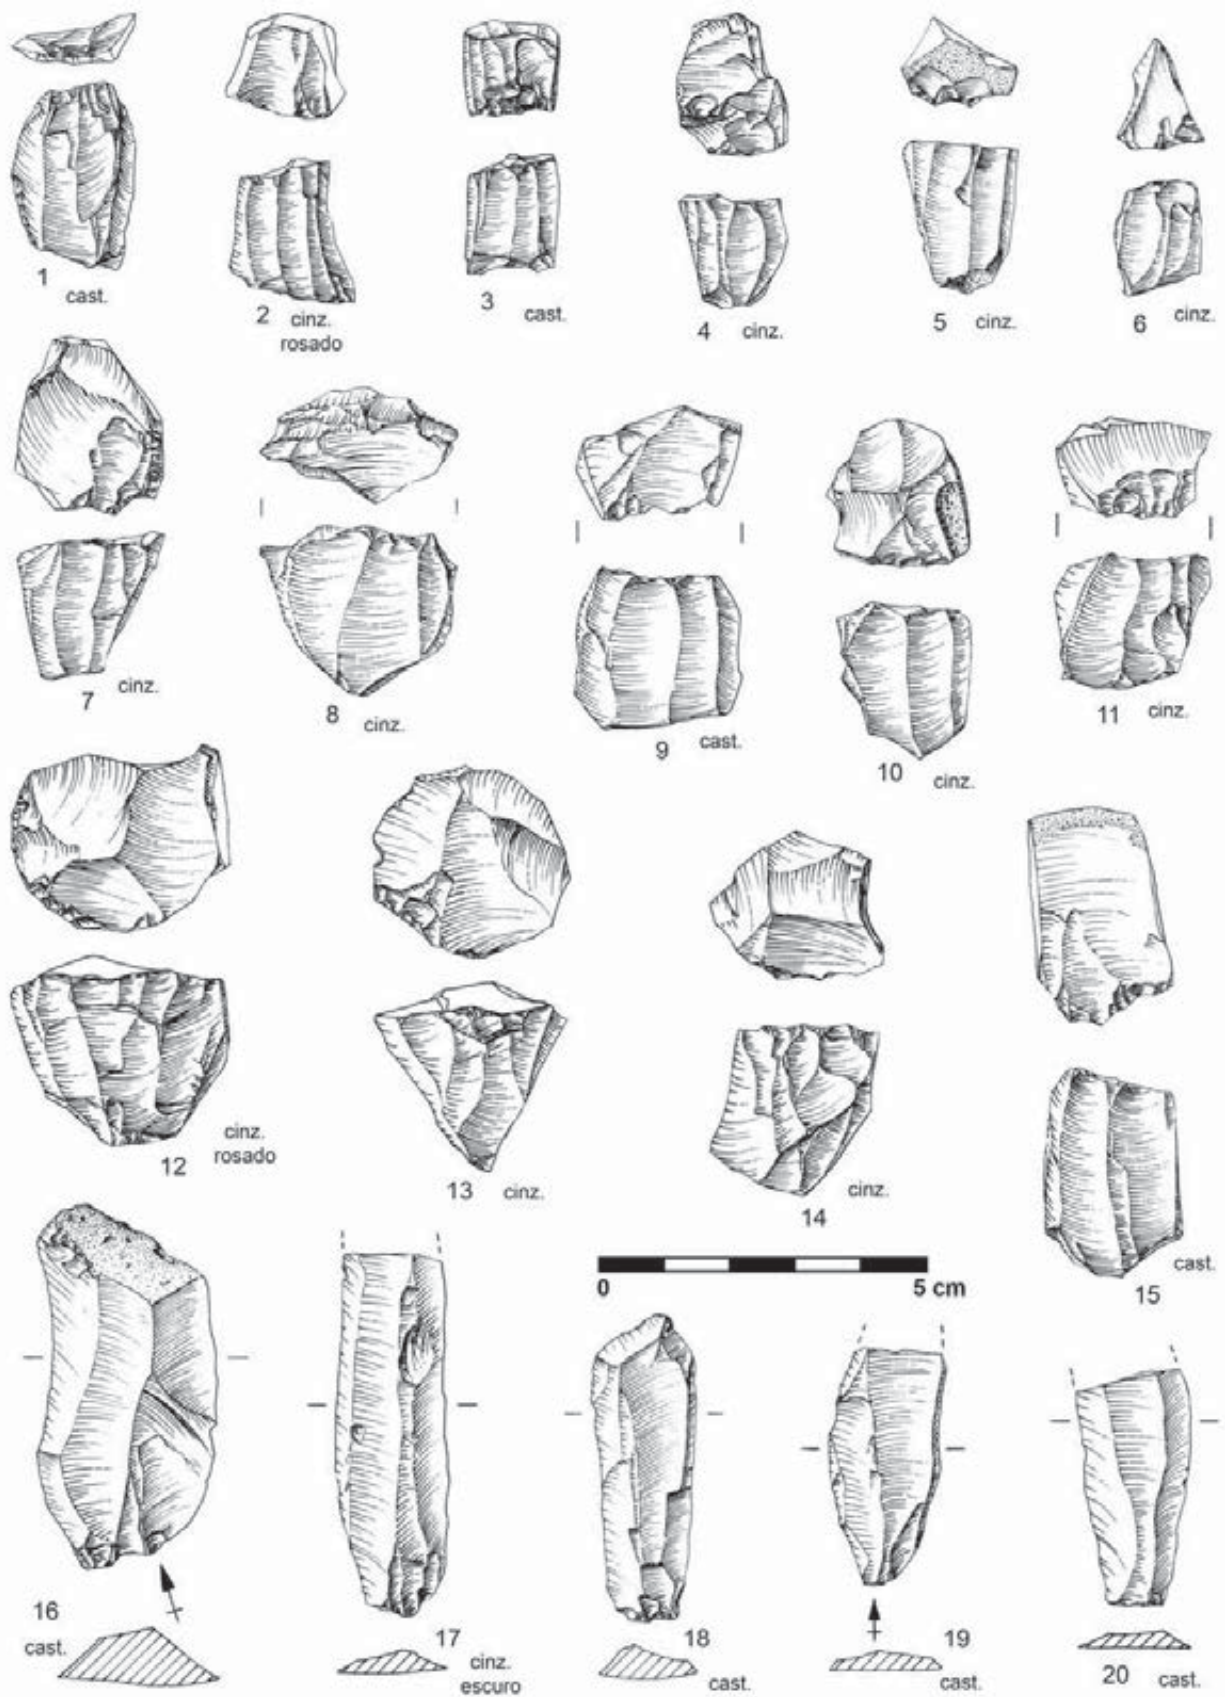 1
cast.
2
cinz.
rosado
3
cast.
4
cinz.
5
cinz.
6
cinz.
7
cinz.
8
cinz.
9
cast.
10
cinz.
11
cinz.
12
cinz.
rosado
13
cinz.
14
cinz.
15
cast.
0 5 cm
16
cast.
17
cinz.
escuro
18
cast.
19
cast.
20
cast.